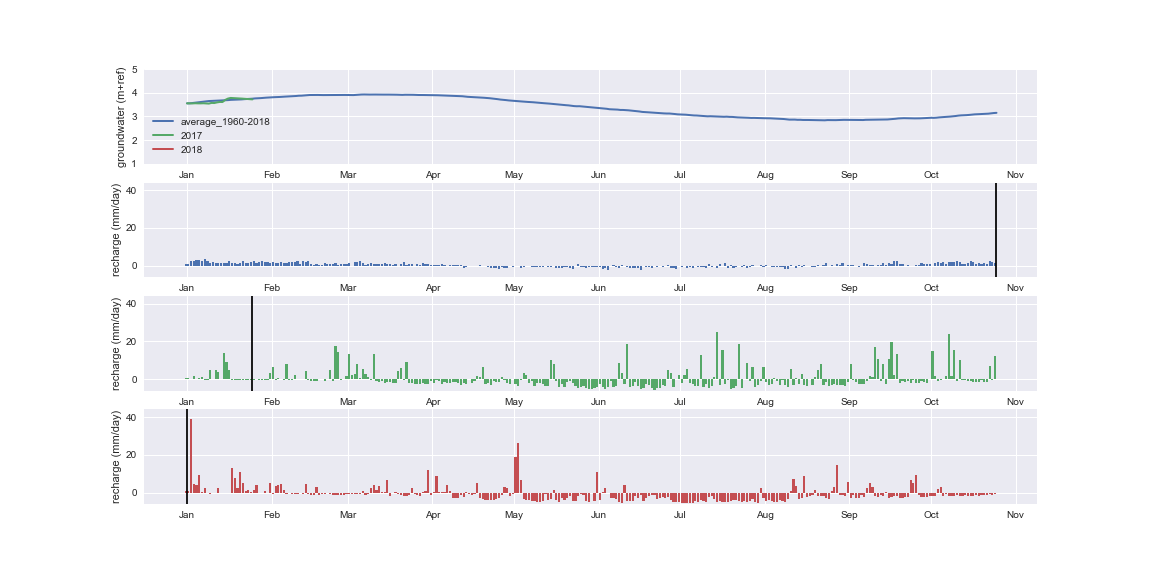 groundwater (m+ref)
5
4
3
2
1
average_1960-2018
2017
2018
Jan Feb Mar Apr May Jun Jul Aug Sep Oct Nov
recharge (mm/day)
40
20
0
Jan Feb Mar Apr May Jun Jul Aug Sep Oct Nov
recharge (mm/day)
40
20
0
Jan Feb Mar Apr May Jun Jul Aug Sep Oct Nov
recharge (mm/day)
40
20
0
Jan Feb Mar Apr May Jun Jul Aug Sep Oct Nov